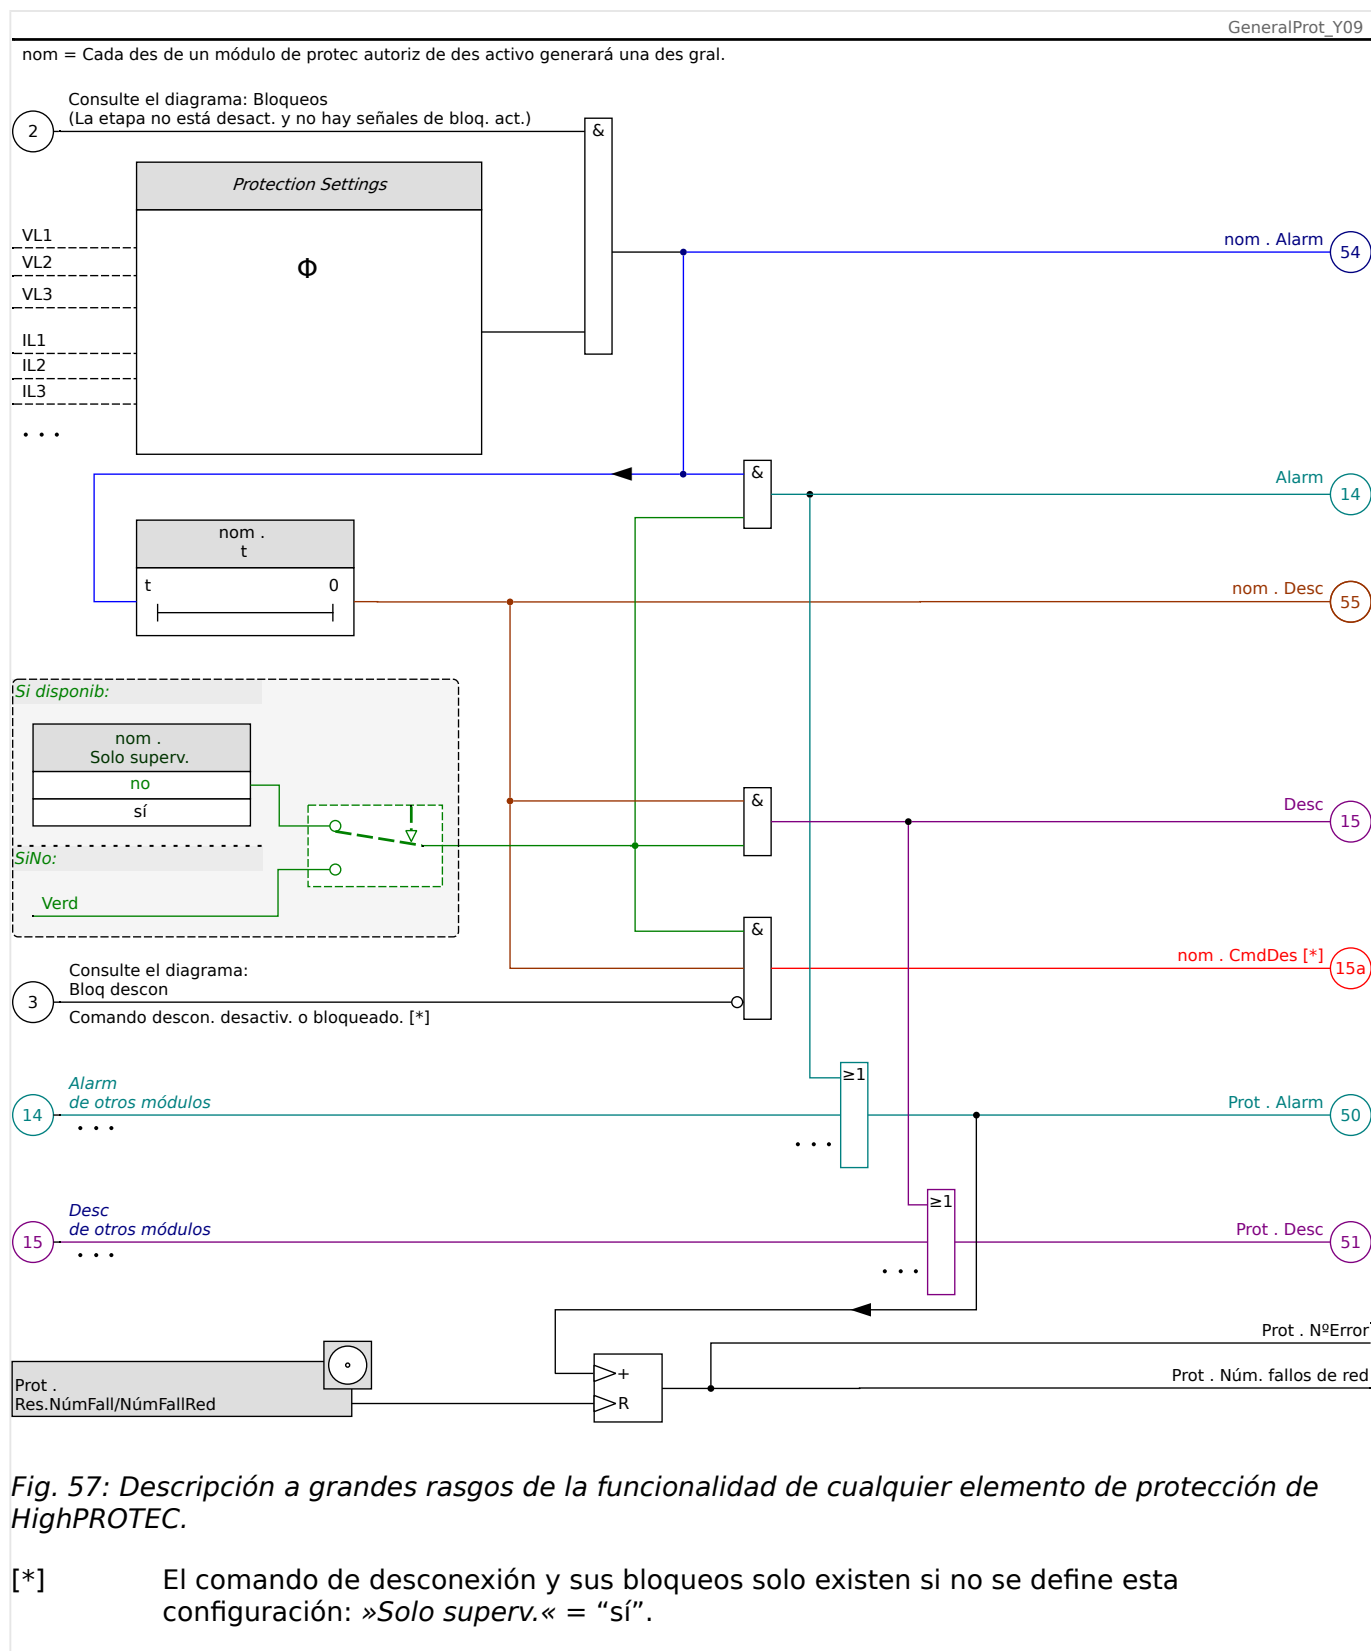 GeneralProt_Y09
nom = Cada des de un módulo de protec autoriz de des activo generará una des gral.
Consulte el diagrama: Bloqueos
(La etapa no está desact. y no hay señales de bloq. act.)
2
&
Protection Settings
Φ
VL1
VL2
VL3
IL1
IL2
IL3
. . .
nom . Alarm
54
&
Alarm
14
nom .
t
t 0
nom . Desc
55
Si disponib:
nom .
Solo superv.
no
sí
SiNo:
Verd
&
Desc
15
&
nom . CmdDes [*]
15a
Consulte el diagrama:
Bloq descon
3
Comando descon. desactiv. o bloqueado. [*]
≥1
Alarm
de otros módulos
14
. . .
. . .
Prot . Alarm
50
≥1
Desc
de otros módulos
15
. . .
. . .
Prot . Desc
51
Prot . NºError
Prot . Núm. fallos de red
+
R
Prot .
Res.NúmFall/NúmFallRed
Fig. 57: Descripción a grandes rasgos de la funcionalidad de cualquier elemento de protección de
HighPROTEC.
[*] El comando de desconexión y sus bloqueos solo existen si no se define esta
configuración: »Solo superv.« = “sí”.